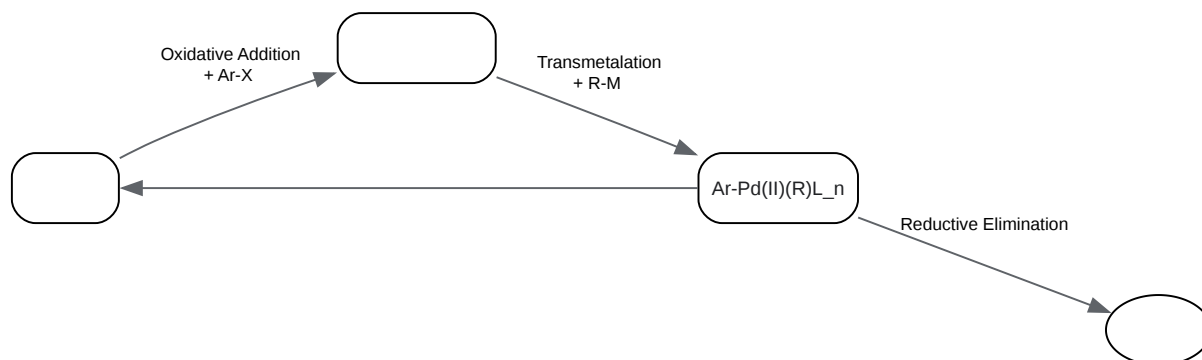 Oxidative Addition
+ Ar-X
Transmetalation
+ R-M
Ar-Pd(II)(R)L_n
Reductive Elimination